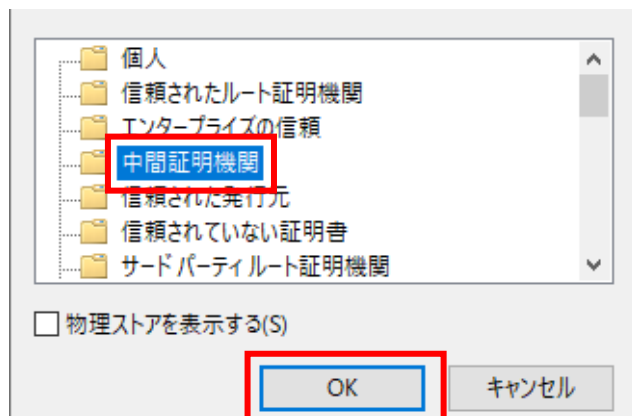 個人
信頼されたルート証明機関
エンタープライズの信頼
中間証明機関
信頼された発行元
信頼されていない証明書
サード パーティ ルート証明機関
物理ストアを表示する(S)
OK
キャンセル